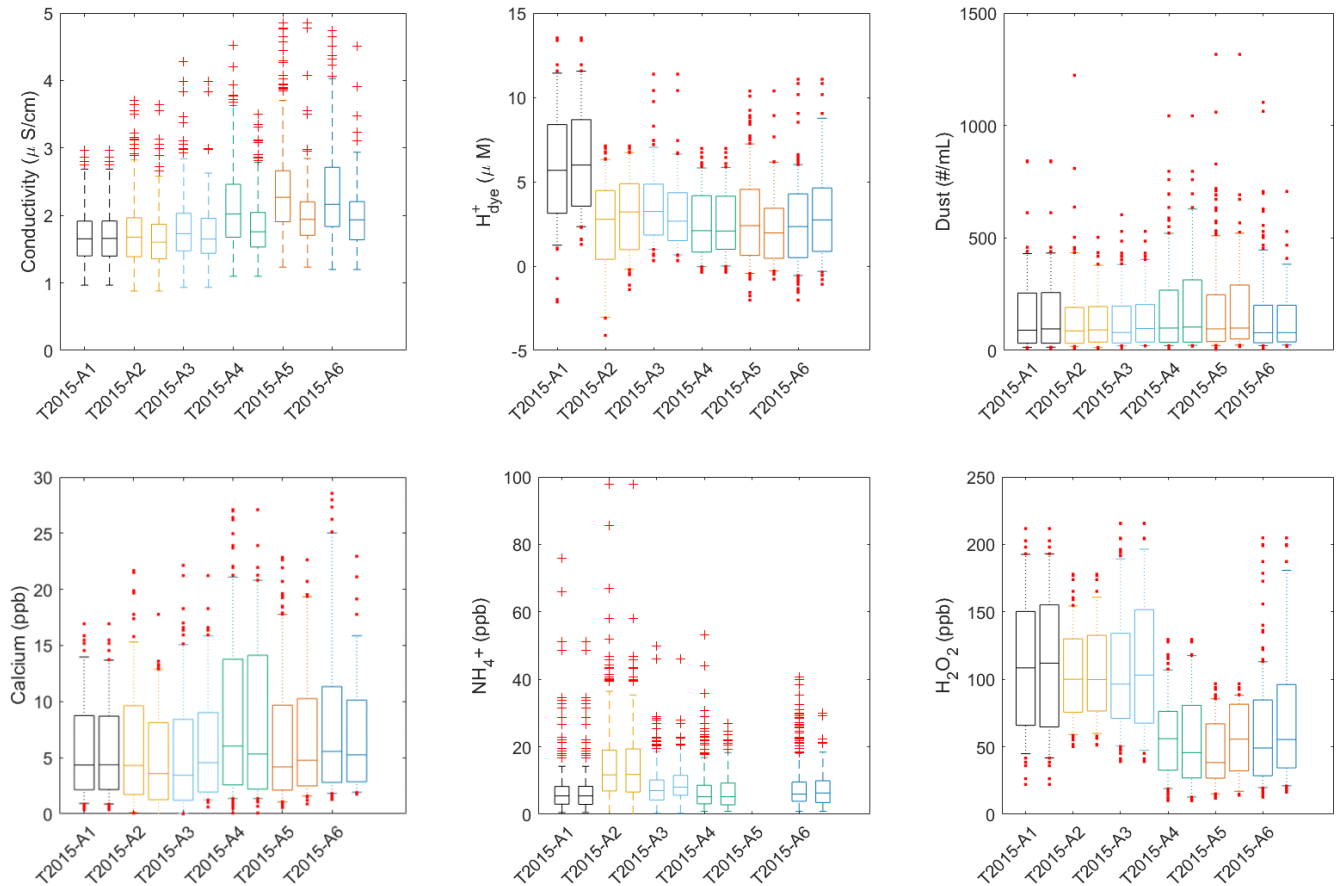 Conductivity (μ S/cm)
5
4
3
2
1
0
T2015-A1
T2015-A2
T2015-A3
T2015-A4
T2015-A5
T2015-A6
H⁺dye (μ M)
15
10
5
0
-5
T2015-A1
T2015-A2
T2015-A3
T2015-A4
T2015-A5
T2015-A6
Dust (#/mL)
1500
1000
500
0
T2015-A1
T2015-A2
T2015-A3
T2015-A4
T2015-A5
T2015-A6
Calcium (ppb)
30
25
20
15
10
5
0
T2015-A1
T2015-A2
T2015-A3
T2015-A4
T2015-A5
T2015-A6
NH₄+ (ppb)
100
80
60
40
20
0
T2015-A1
T2015-A2
T2015-A3
T2015-A4
T2015-A5
T2015-A6
H₂O₂ (ppb)
250
200
150
100
50
0
T2015-A1
T2015-A2
T2015-A3
T2015-A4
T2015-A5
T2015-A6